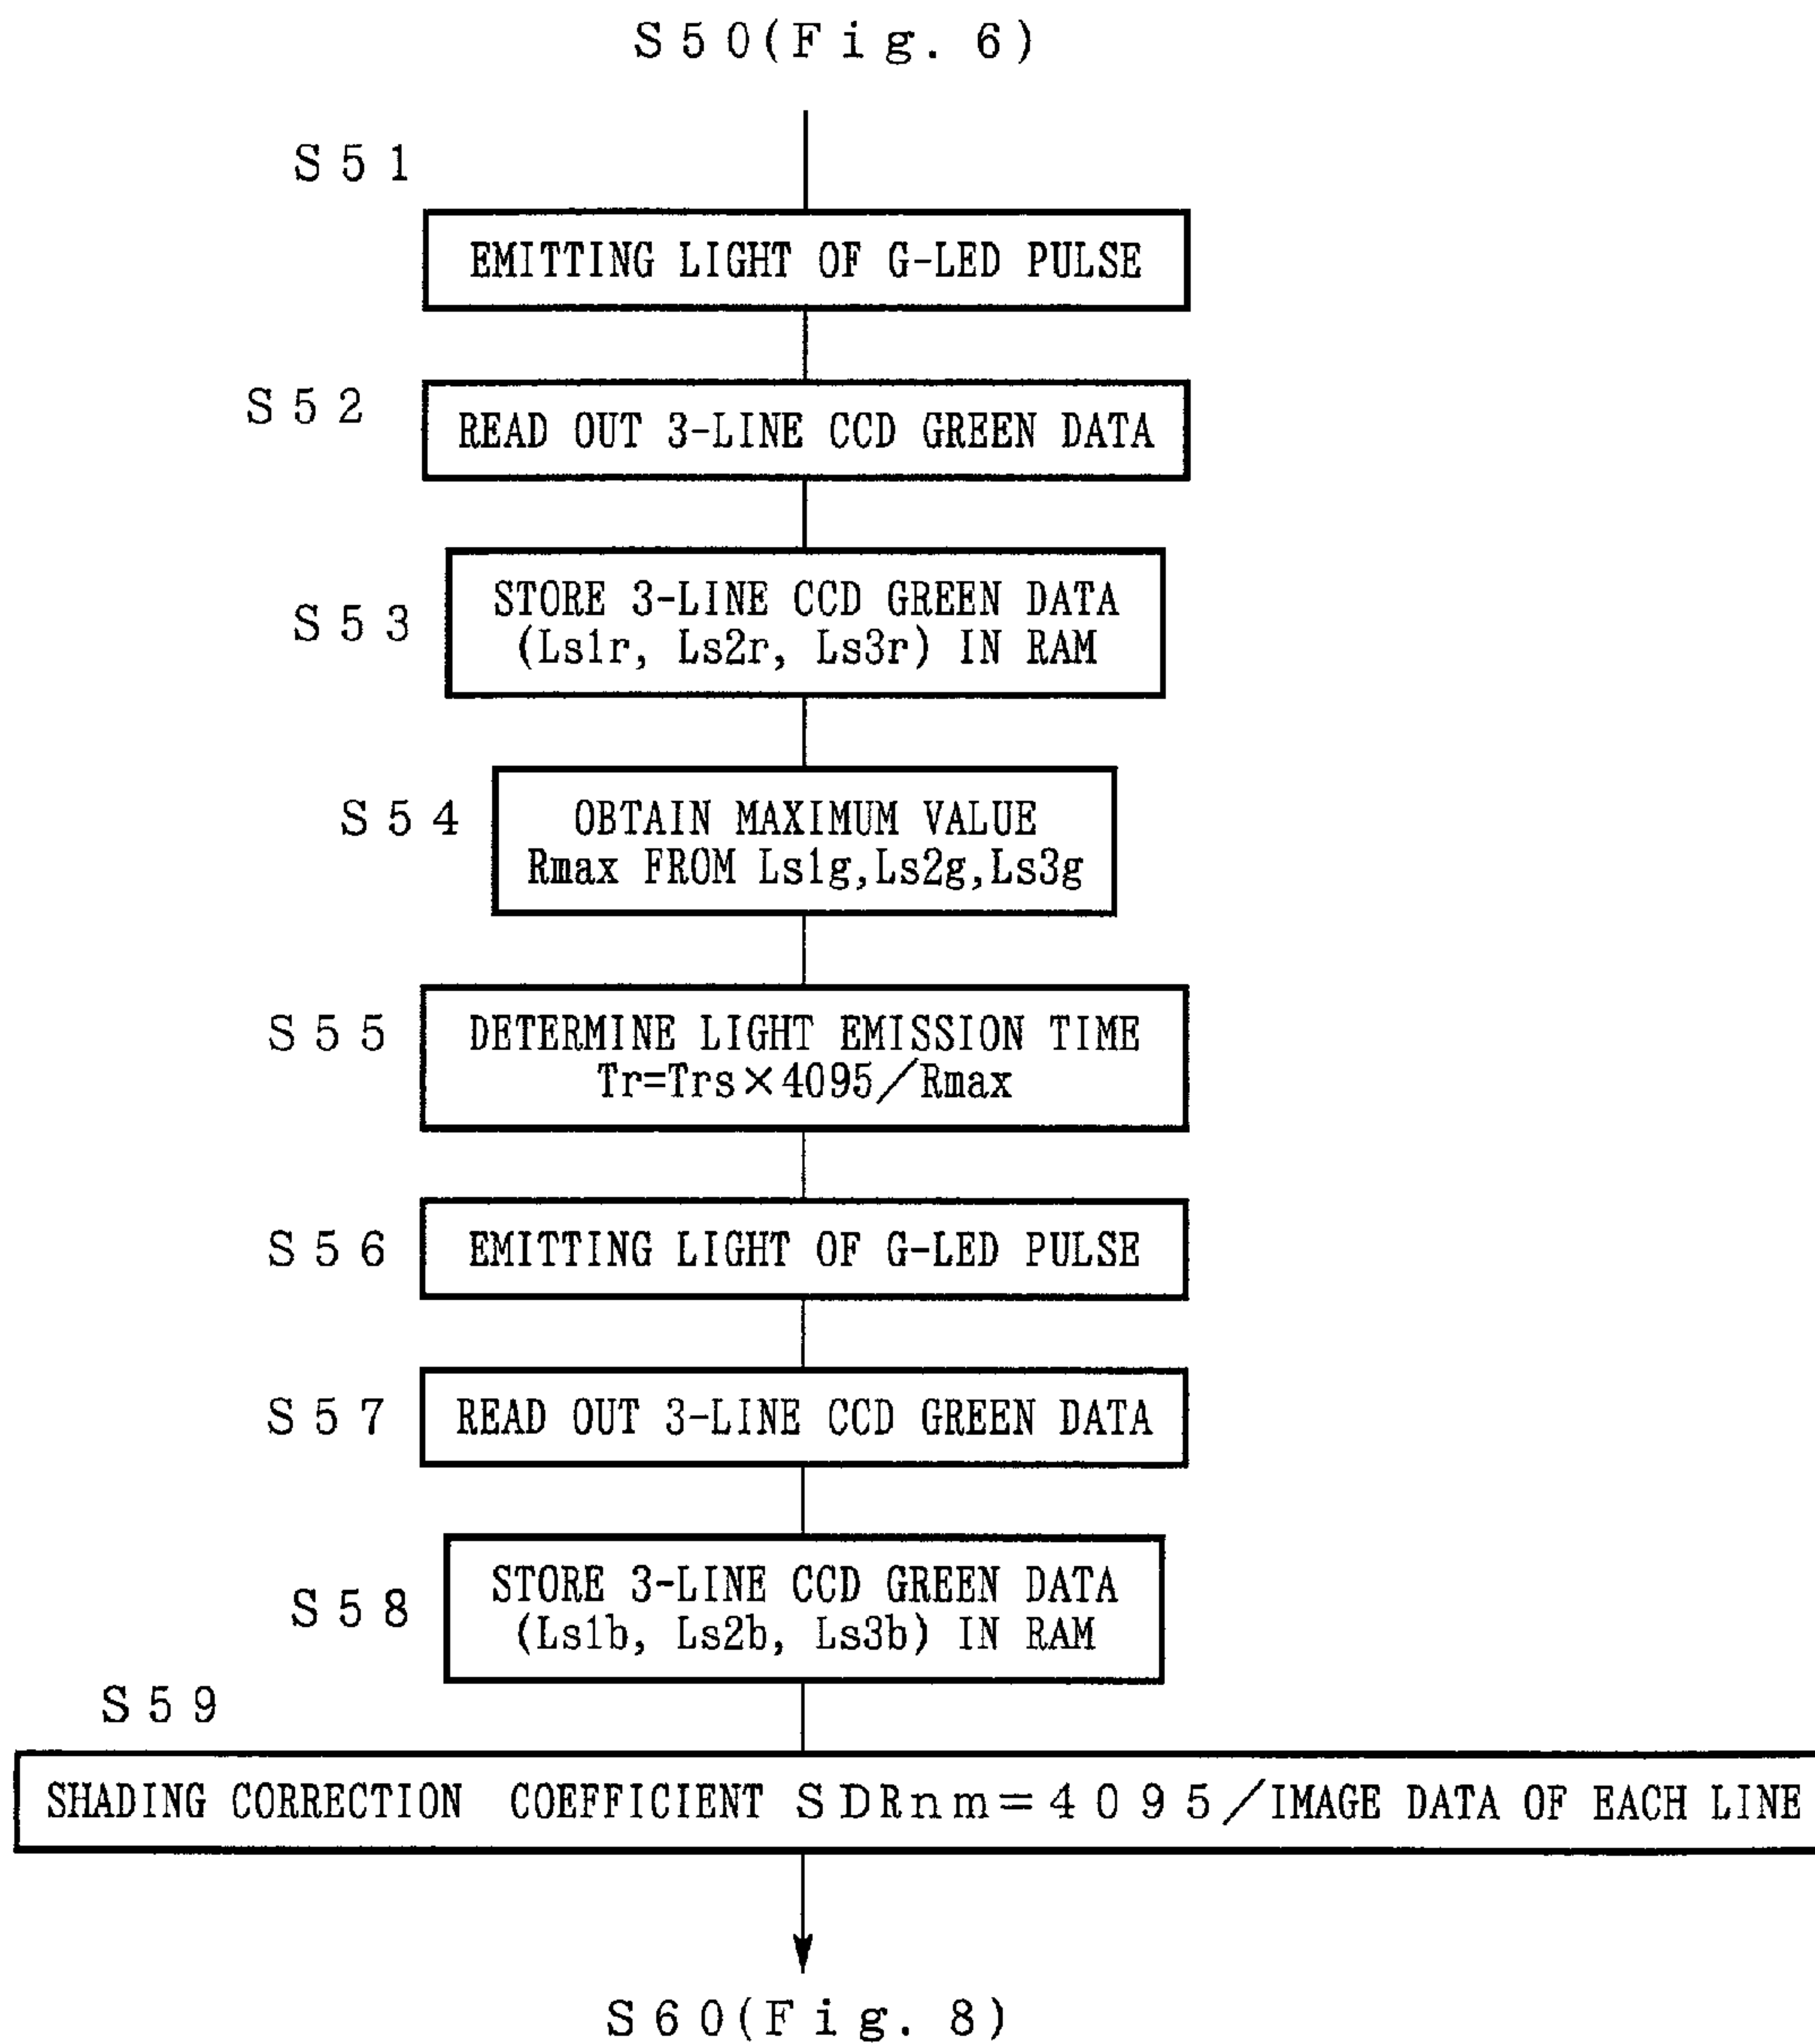 S50(Fig. 6)
S51
EMITTING LIGHT OF G-LED PULSE
S52
READ OUT 3-LINE CCD GREEN DATA
S53
STORE 3-LINE CCD GREEN DATA
(Ls1r, Ls2r, Ls3r) IN RAM
S54
OBTAIN MAXIMUM VALUE
Rmax FROM Ls1g,Ls2g,Ls3g
S55
DETERMINE LIGHT EMISSION TIME
Tr=Trs×4095/Rmax
S56
EMITTING LIGHT OF G-LED PULSE
S57
READ OUT 3-LINE CCD GREEN DATA
S58
STORE 3-LINE CCD GREEN DATA
(Ls1b, Ls2b, Ls3b) IN RAM
S59
SHADING CORRECTION COEFFICIENT SDRnm=4095/IMAGE DATA OF EACH LINE
S60(Fig. 8)